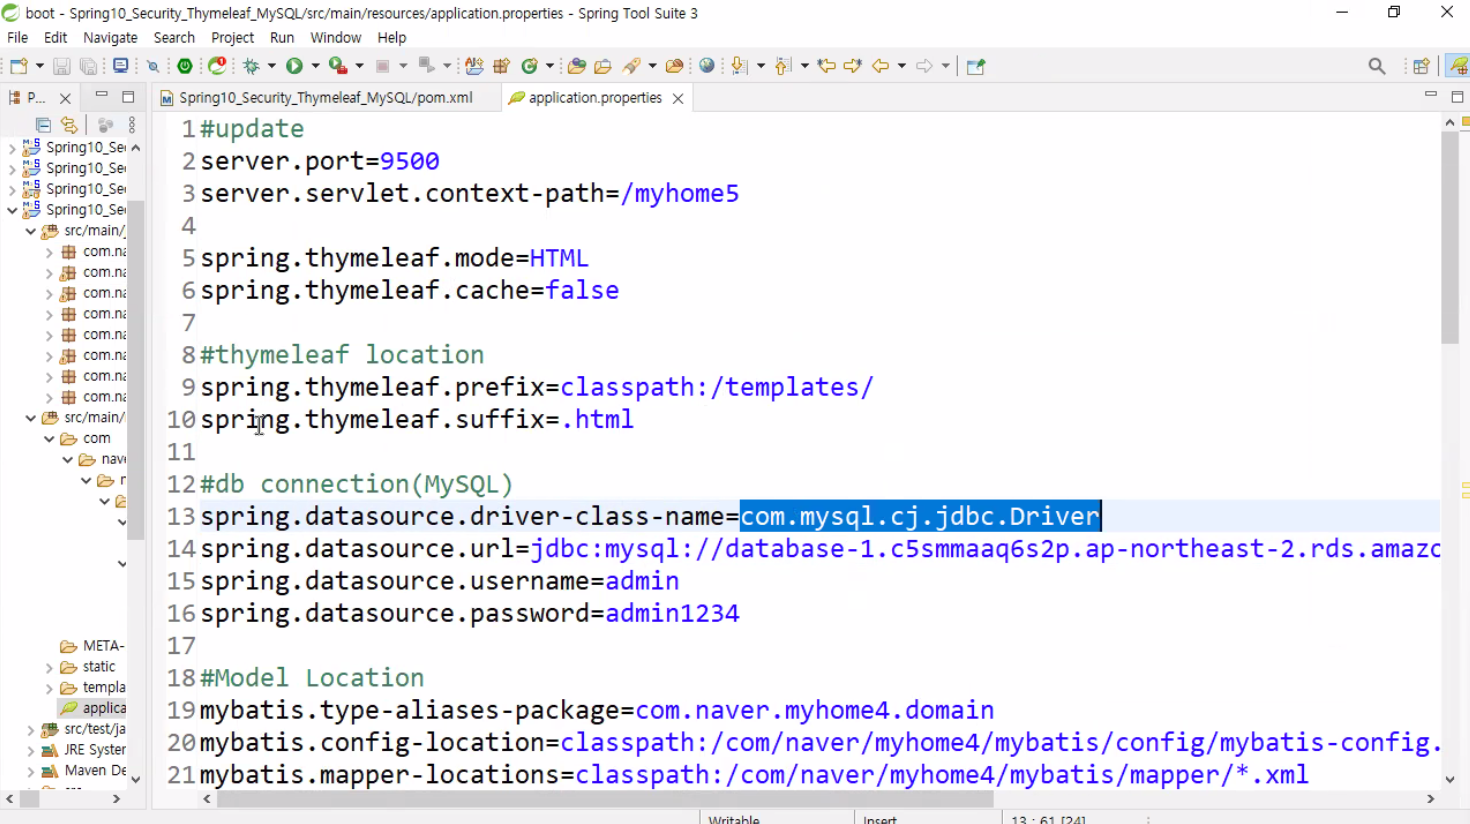 boot - Spring10_Security_Thymeleaf_MySQL/src/main/resources/application.properties - Spring Tool Suite 3
File Edit Navigate Search Project Run Window Help
P...
Spring10_Security_Thymeleaf_MySQL/pom.xml
application.properties
Spring10_Se
Spring10_Se
Spring10_Se
Spring10_Se
src/main/
com.na
com.na
com.na
com.na
com.na
com.na
com.na
com.na
src/main/
com
nav
META-
static
templa
applica
src/test/ja
JRE System
Maven De
1 #update
2 server.port=9500
3 server.servlet.context-path=/myhome5
4
5 spring.thymeleaf.mode=HTML
6 spring.thymeleaf.cache=false
7
8 #thymeleaf location
9 spring.thymeleaf.prefix=classpath:/templates/
10 spring.thymeleaf.suffix=.html
11
12 #db connection(MySQL)
13 spring.datasource.driver-class-name=com.mysql.cj.jdbc.Driver
14 spring.datasource.url=jdbc:mysql://database-1.c5smmaaq6s2p.ap-northeast-2.rds.amazo
15 spring.datasource.username=admin
16 spring.datasource.password=admin1234
17
18 #Model Location
19 mybatis.type-aliases-package=com.naver.myhome4.domain
20 mybatis.config-location=classpath:/com/naver/myhome4/mybatis/config/mybatis-config.
21 mybatis.mapper-locations=classpath:/com/naver/myhome4/mybatis/mapper/*.xml
Writable
Insert
13 : 61 [24]